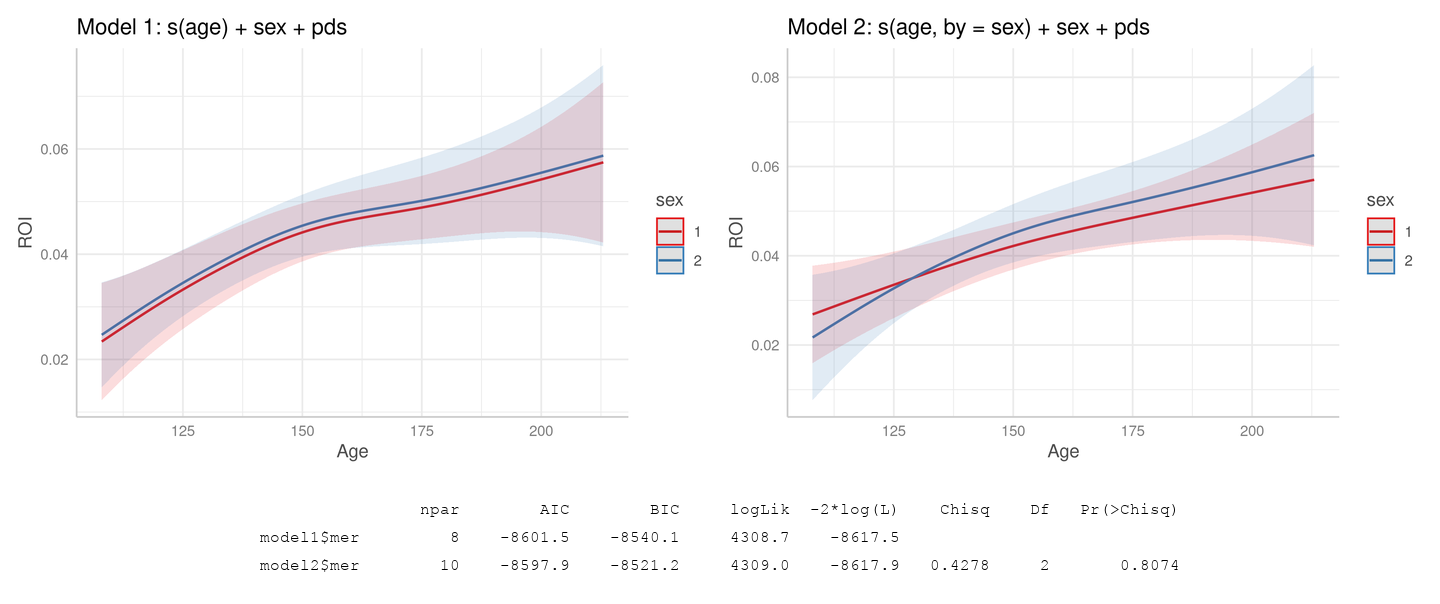 Model 1: s(age) + sex + pds
0.06
0.04
0.02
ROI
125 150 175 200
Age
sex
1
2
Model 2: s(age, by = sex) + sex + pds
0.08
0.06
0.04
0.02
ROI
125 150 175 200
Age
sex
1
2
npar AIC BIC logLik -2*log(L) Chisq Df Pr(>Chisq)
model1$mer 8 -8601.5 -8540.1 4308.7 -8617.5
model2$mer 10 -8597.9 -8521.2 4309.0 -8617.9 0.4278 2 0.8074